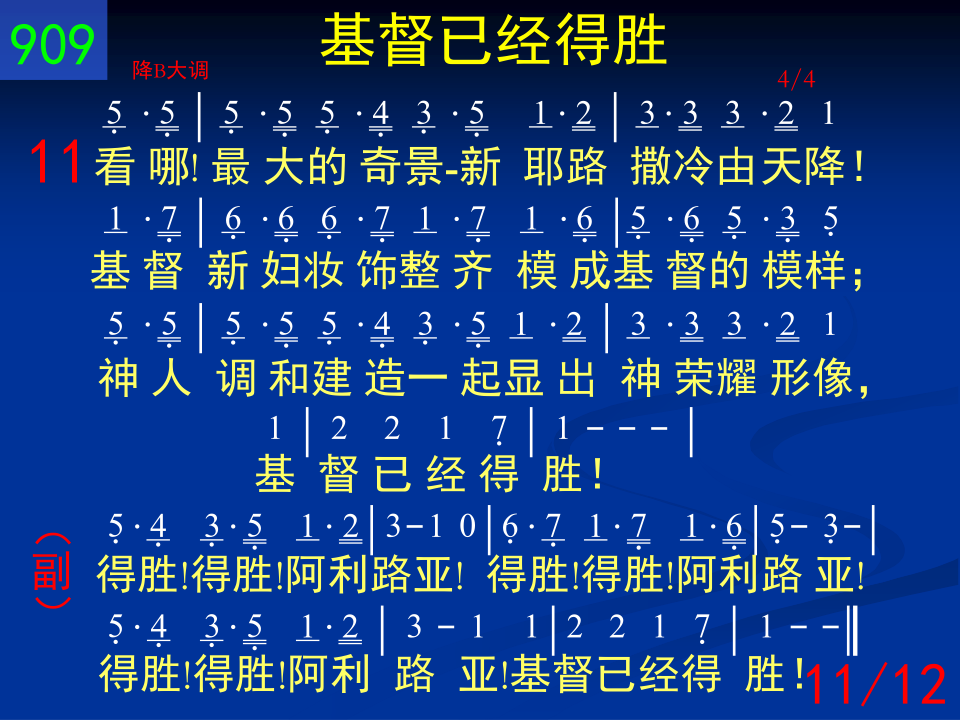 909
基督已经得胜
降B大调
4/4
5 · 5 | 5 · 5 5 · 4 3 · 5 1 · 2 | 3 · 3 3 · 2 1
11
看 哪! 最 大的 奇景-新 耶路 撒冷由天降!
1 · 7 | 6 · 6 6 · 7 1 · 7 1 · 6 | 5 · 6 5 · 3 5
基 督 新 妇妆 饰整 齐 模 成基 督的 模样;
5 · 5 | 5 · 5 5 · 4 3 · 5 1 · 2 | 3 · 3 3 · 2 1
神 人 调 和建 造一 起显 出 神 荣耀 形像,
1 | 2 2 1 7 | 1 - - - |
基 督 已 经 得 胜!
5 · 4 3 · 5 1 · 2 | 3 - 1 0 | 6 · 7 1 · 7 1 · 6 | 5 - 3 - |
(副)
得胜!得胜!阿利路亚! 得胜!得胜!阿利路 亚!
5 · 4 3 · 5 1 · 2 | 3 - 1 1 | 2 2 1 7 | 1 - - ‖
得胜!得胜!阿利 路 亚!基督已经得 胜!
11/12